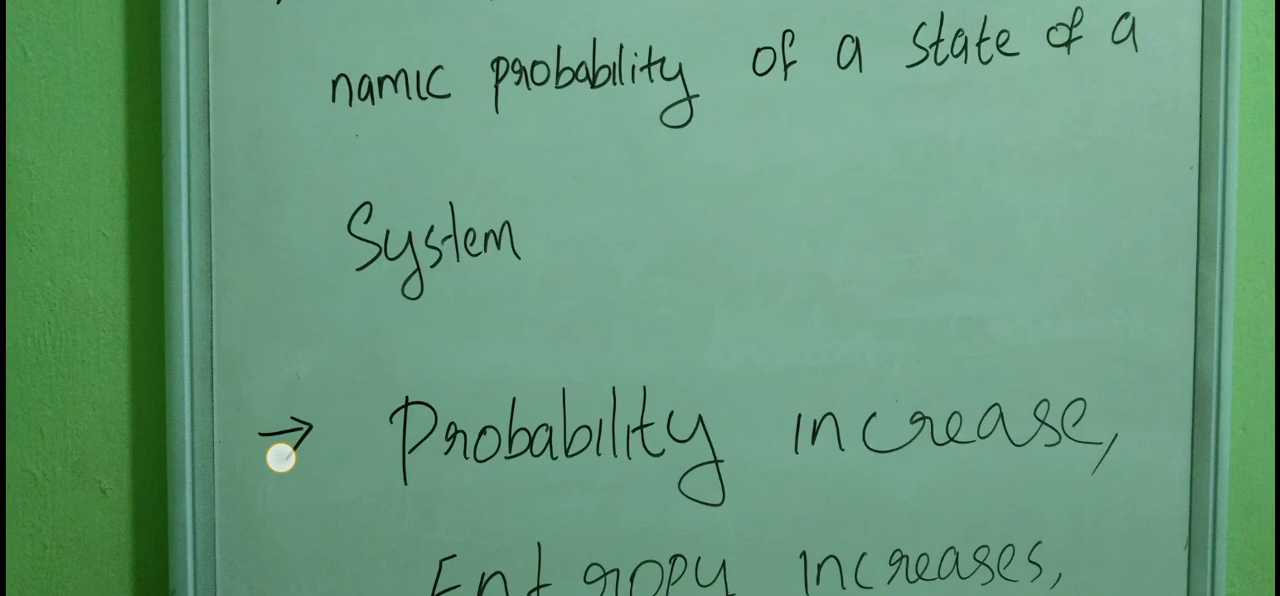 namic probability of a state of a
System
→ Probability increase,
Entropy increases,